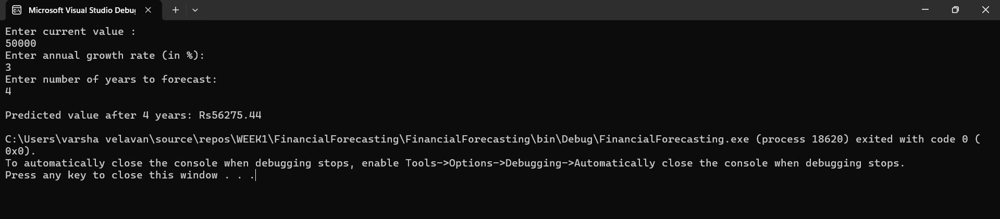 Microsoft Visual Studio Debu
Enter current value :
50000
Enter annual growth rate (in %):
3
Enter number of years to forecast:
4
Predicted value after 4 years: Rs56275.44
C:\Users\varsha velavan\source\repos\WEEK1\FinancialForecasting\FinancialForecasting\bin\Debug\FinancialForecasting.exe (process 18620) exited with code 0 (
0x0).
To automatically close the console when debugging stops, enable Tools->Options->Debugging->Automatically close the console when debugging stops.
Press any key to close this window . . .